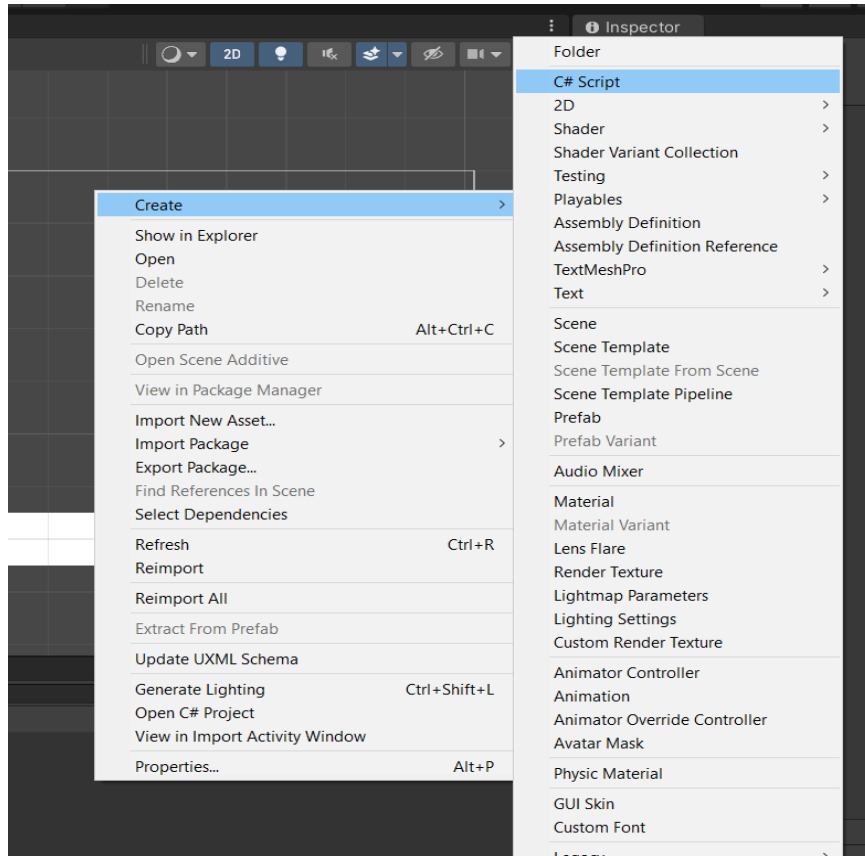 Inspector
2D
Create
Show in Explorer
Open
Delete
Rename
Copy Path Alt+Ctrl+C
Open Scene Additive
View in Package Manager
Import New Asset...
Import Package
Export Package...
Find References In Scene
Select Dependencies
Refresh Ctrl+R
Reimport
Reimport All
Extract From Prefab
Update UXML Schema
Generate Lighting Ctrl+Shift+L
Open C# Project
View in Import Activity Window
Properties... Alt+P
Folder
C# Script
2D
Shader
Shader Variant Collection
Testing
Playables
Assembly Definition
Assembly Definition Reference
TextMeshPro
Text
Scene
Scene Template
Scene Template From Scene
Scene Template Pipeline
Prefab
Prefab Variant
Audio Mixer
Material
Material Variant
Lens Flare
Render Texture
Lightmap Parameters
Lighting Settings
Custom Render Texture
Animator Controller
Animation
Animator Override Controller
Avatar Mask
Physic Material
GUI Skin
Custom Font